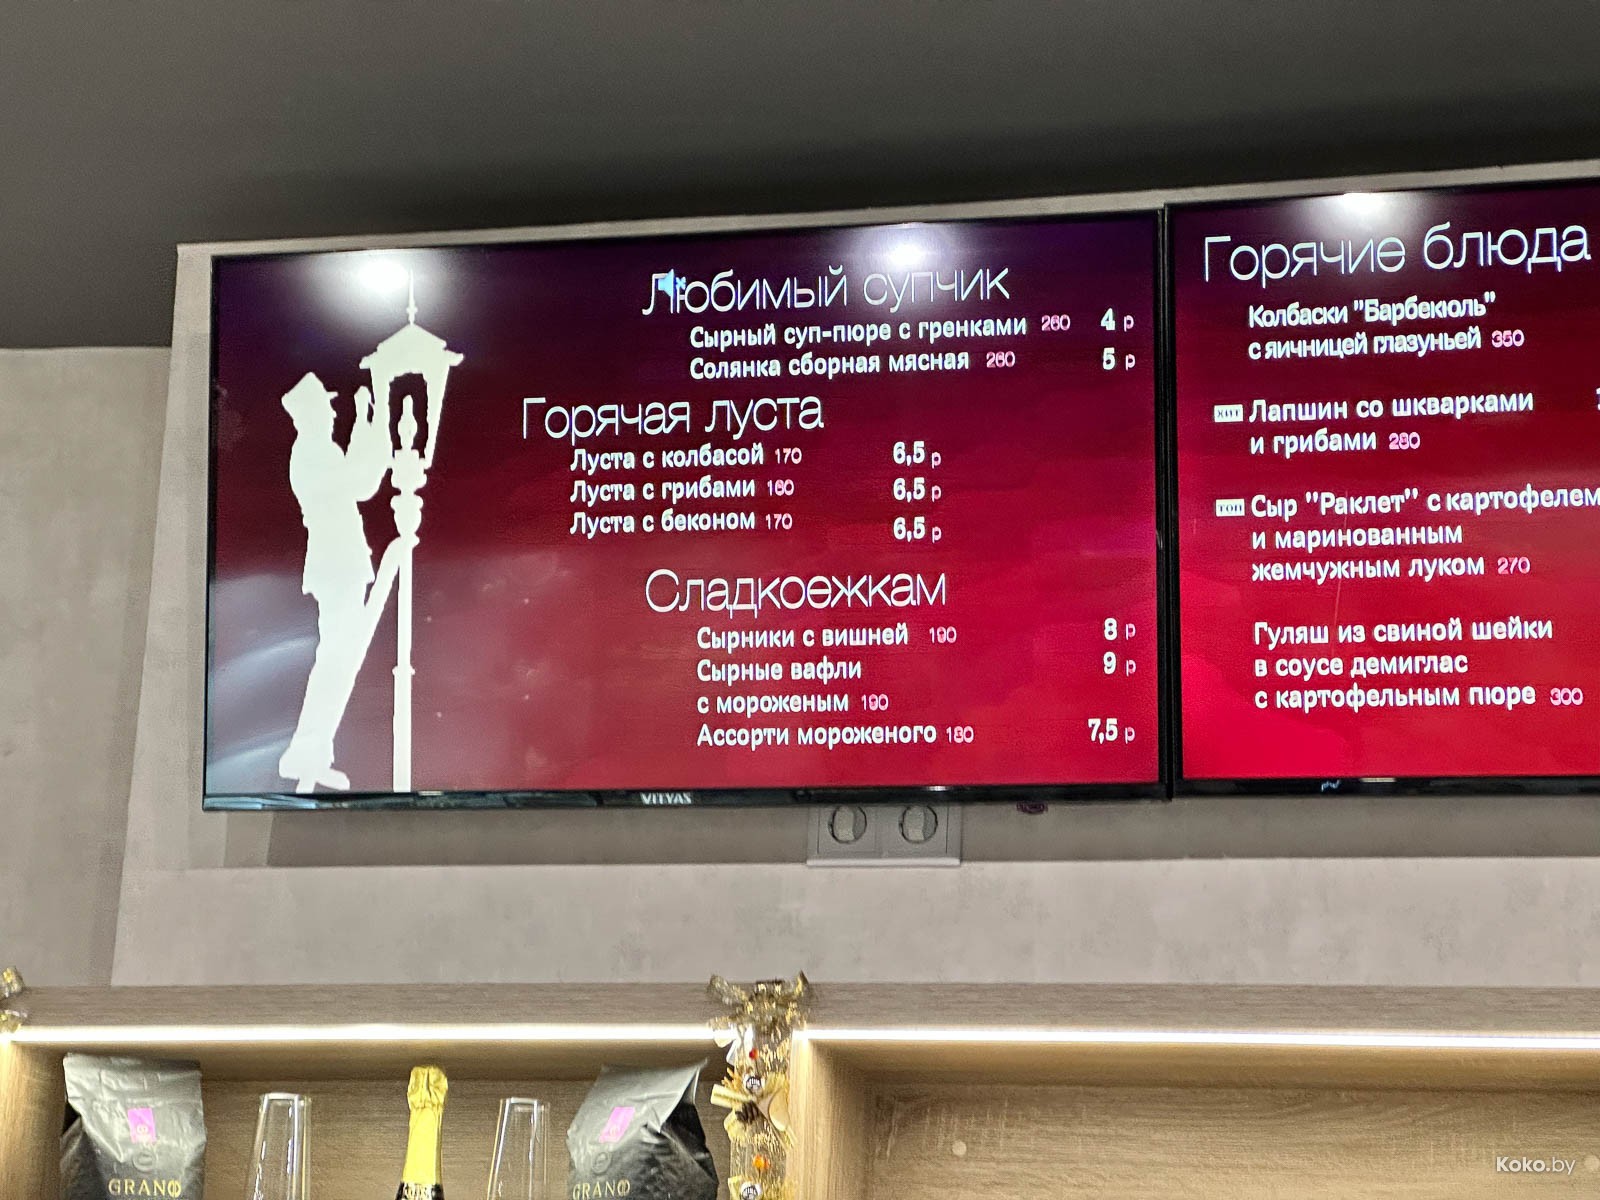 Любимый супчик
Сырный суп-пюре с гренками 260 4 р
Солянка сборная мясная 260 5 р
Горячая луста
Луста с колбасой 170 6,5 р
Луста с грибами 160 6,5 р
Луста с беконом 170 6,5 р
Сладкоежкам
Сырники с вишней 190 8 р
Сырные вафли 9 р
с мороженым 190
Ассорти мороженого 180 7,5 р
VITYAS
Горячие блюда
Колбаски "Барбекюль"
с яичницей глазуньей 350
ХИТ Лапшин со шкварками
и грибами 280
ТОП Сыр "Раклет" с картофелем
и маринованным
жемчужным луком 270
Гуляш из свиной шейки
в соусе демиглас
с картофельным пюре 300
GRANO
GRANO
Koko.by